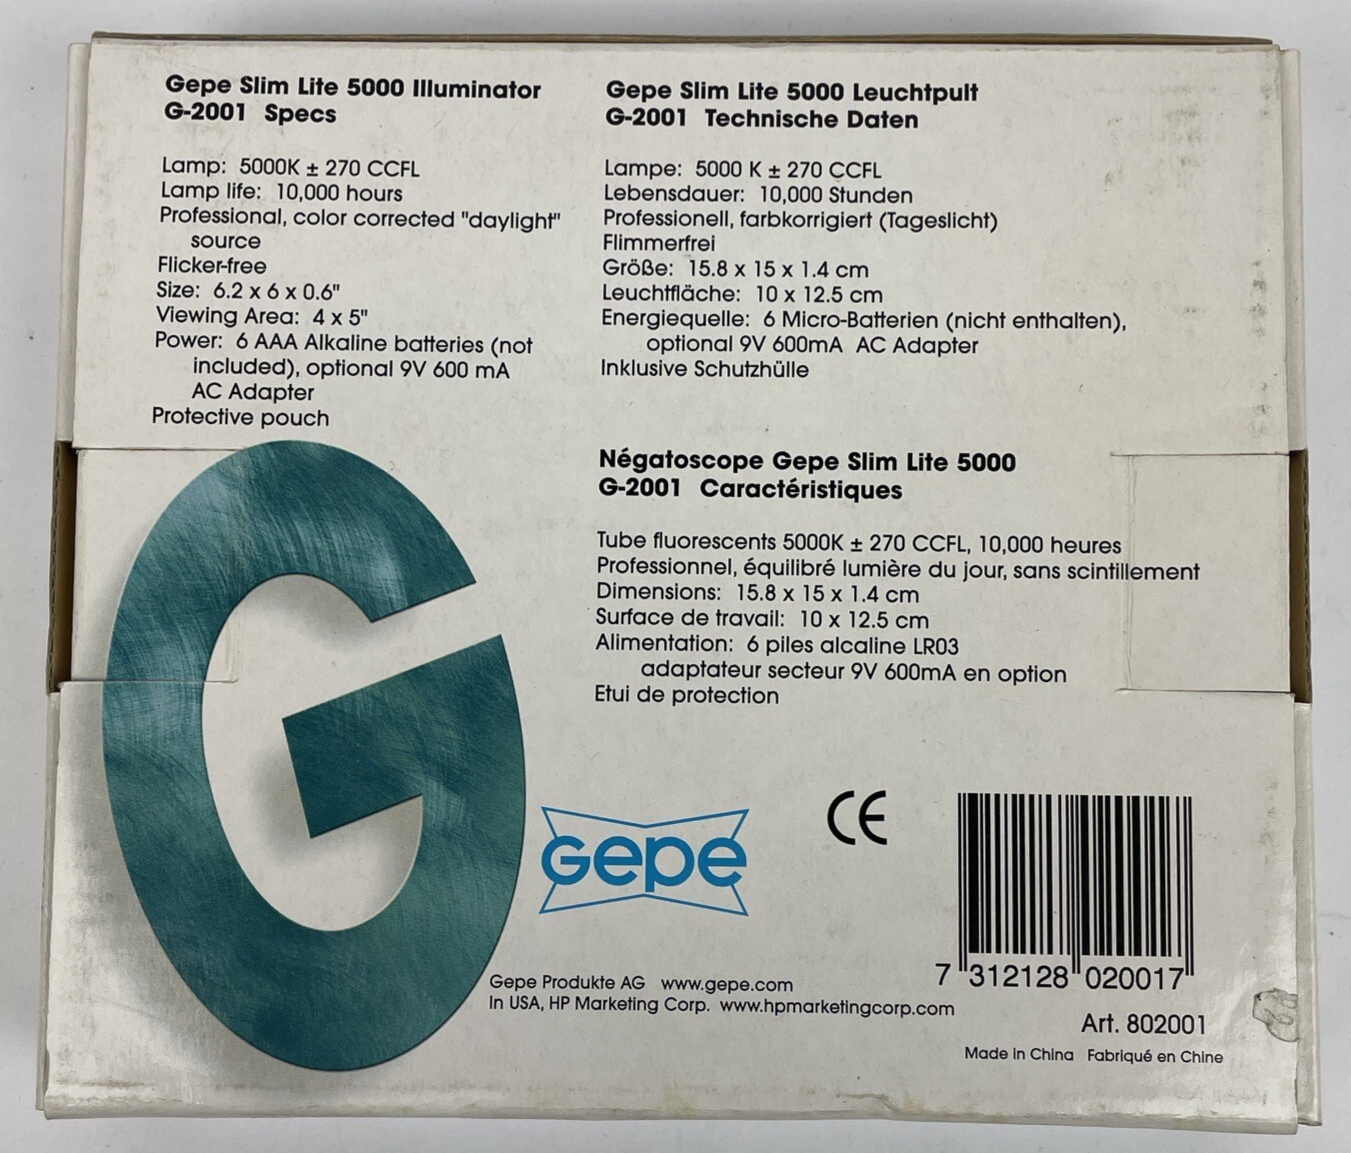 Gepe Slim Lite 5000 Illuminator
G-2001 Specs
Lamp: 5000K ± 270 CCFL
Lamp life: 10,000 hours
Professional, color corrected "daylight"
source
Flicker-free
Size: 6.2 x 6 x 0.6"
Viewing Area: 4 x 5"
Power: 6 AAA Alkaline batteries (not
included), optional 9V 600 mA
AC Adapter
Protective pouch
Gepe Slim Lite 5000 Leuchtpult
G-2001 Technische Daten
Lampe: 5000 K ± 270 CCFL
Lebensdauer: 10,000 Stunden
Professionell, farbkorrigiert (Tageslicht)
Flimmerfrei
Größe: 15.8 x 15 x 1.4 cm
Leuchtfläche: 10 x 12.5 cm
Energiequelle: 6 Micro-Batterien (nicht enthalten),
optional 9V 600mA AC Adapter
Inklusive Schutzhülle
Négatoscope Gepe Slim Lite 5000
G-2001 Caractéristiques
Tube fluorescents 5000K ± 270 CCFL, 10,000 heures
Professionnel, équilibré lumière du jour, sans scintillement
Dimensions: 15.8 x 15 x 1.4 cm
Surface de travail: 10 x 12.5 cm
Alimentation: 6 piles alcaline LR03
adaptateur secteur 9V 600mA en option
Etui de protection
G
Gepe
CE
7 312128 020017
Gepe Produkte AG www.gepe.com
In USA, HP Marketing Corp. www.hpmarketingcorp.com
Art. 802001
Made in China Fabriqué en Chine